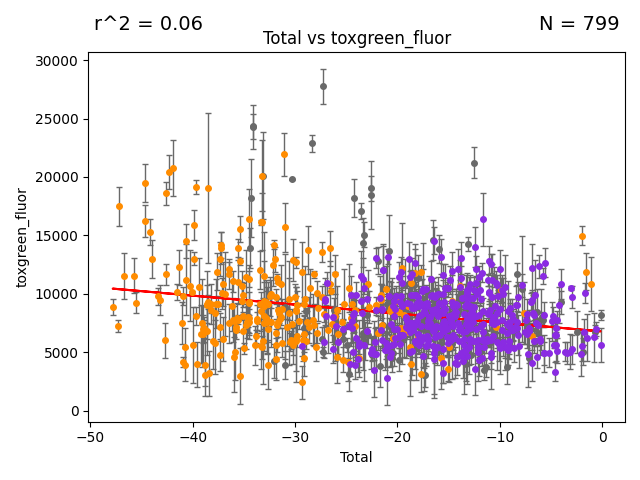 r^2 = 0.06
N = 799
Total vs toxgreen_fluor
30000
25000
20000
15000
10000
5000
0
toxgreen_fluor
−50
−40
−30
−20
−10
0
Total